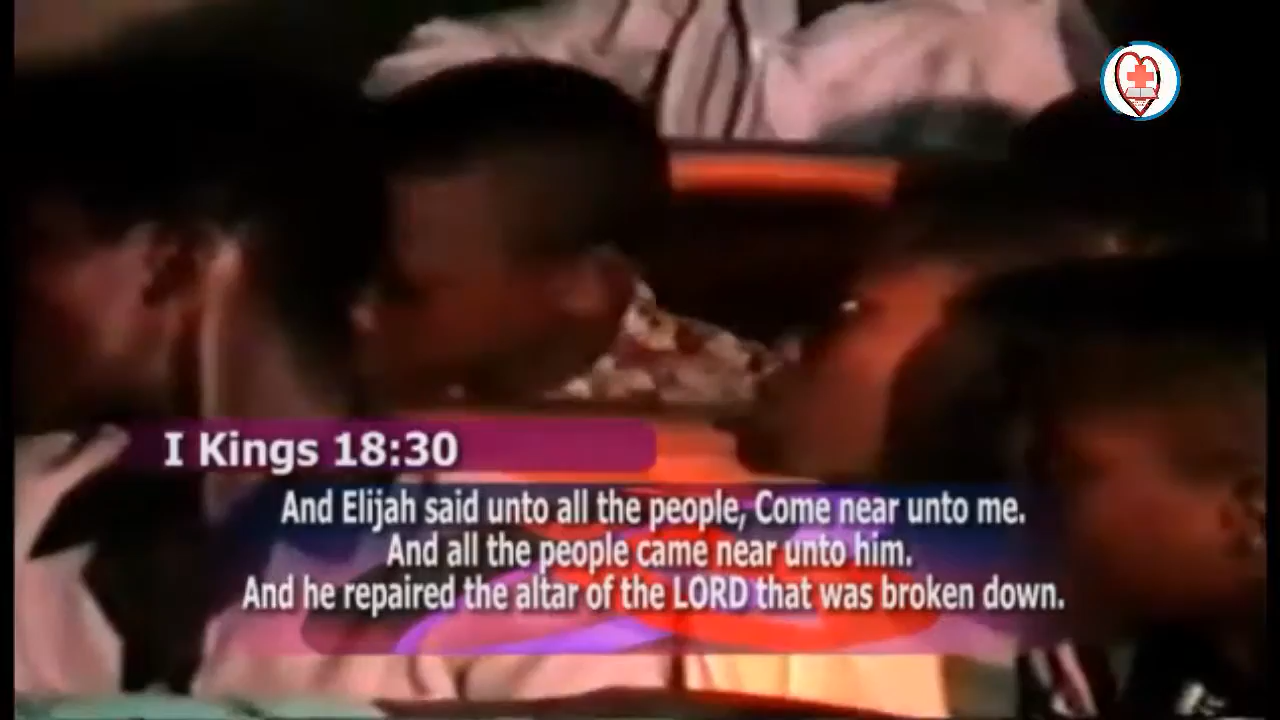 I Kings 18:30
And Elijah said unto all the people, Come near unto me.
And all the people came near unto him.
And he repaired the altar of the LORD that was broken down.